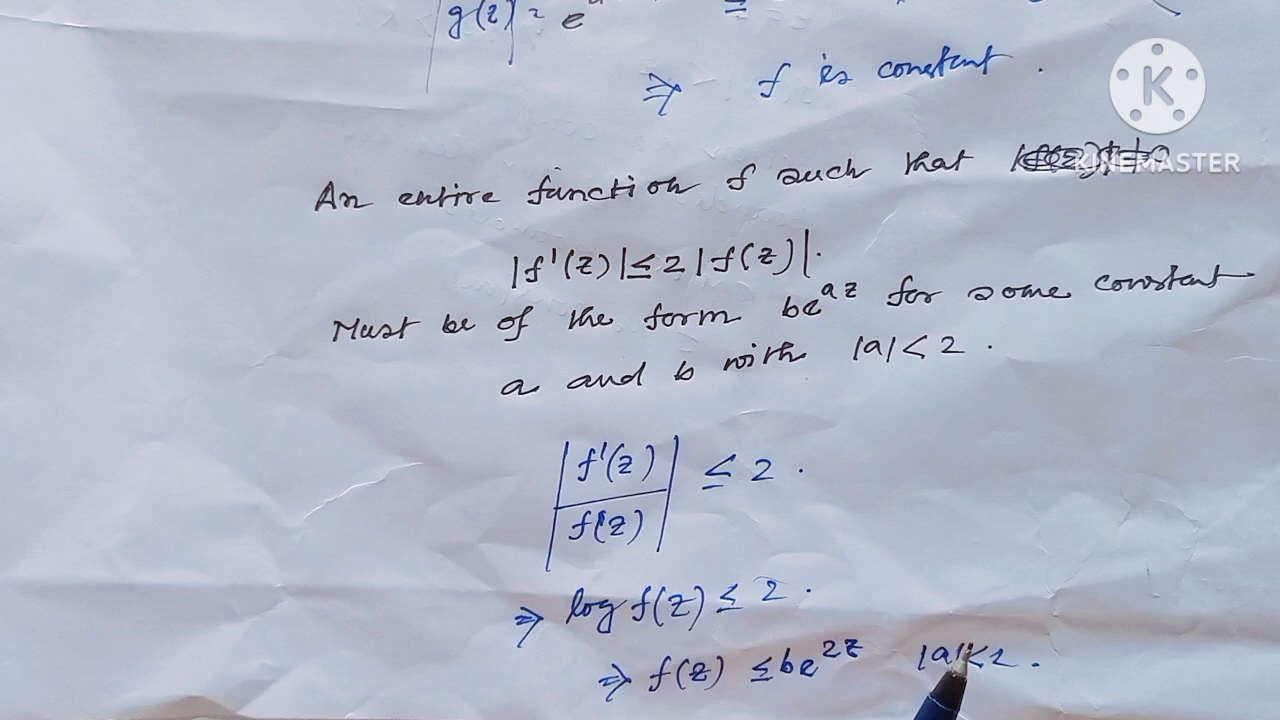 |g(z)| = e
⇒ f is constant.
K
KINEMASTER
An entire function f such that
|f'(z)| ≤ 2|f(z)|.
Must be of the form be^{az} for some constant
a and b with |a| < 2.
|f'(z)/f(z)| ≤ 2.
⇒ log f(z) ≤ 2.
⇒ f(z) ≤ be^{2z} |a| < 2.